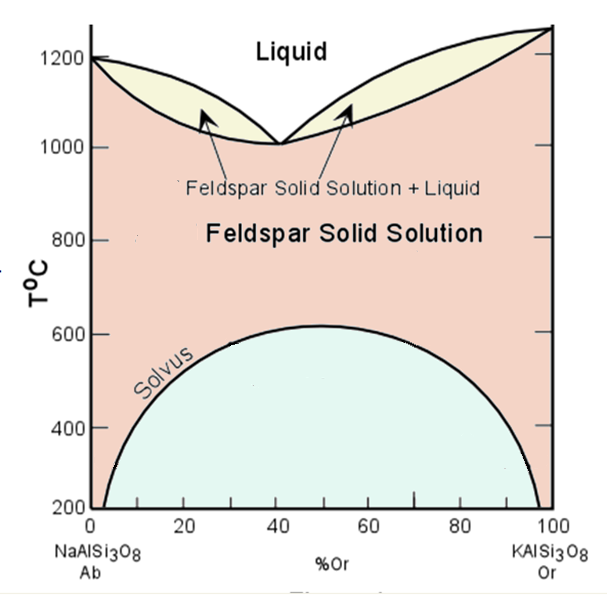 Liquid
1200
1000
Feldspar Solid Solution + Liquid
Feldspar Solid Solution
800
T°C
600
Solvus
400
200
0 20 40 60 80 100
NaAlSi3O8
%Or
KAlSi3O8
Ab
Or